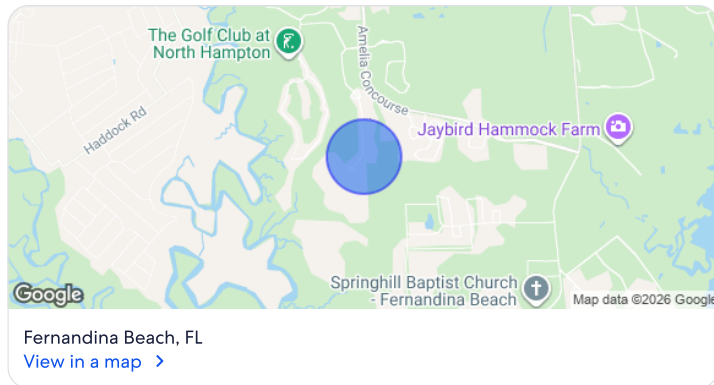 The Golf Club at
North Hampton
Amelia Concourse
Haddock Rd
Jaybird Hammock Farm
Springhill Baptist Church
- Fernandina Beach
Google
Map data ©2026 Google
Fernandina Beach, FL
View in a map